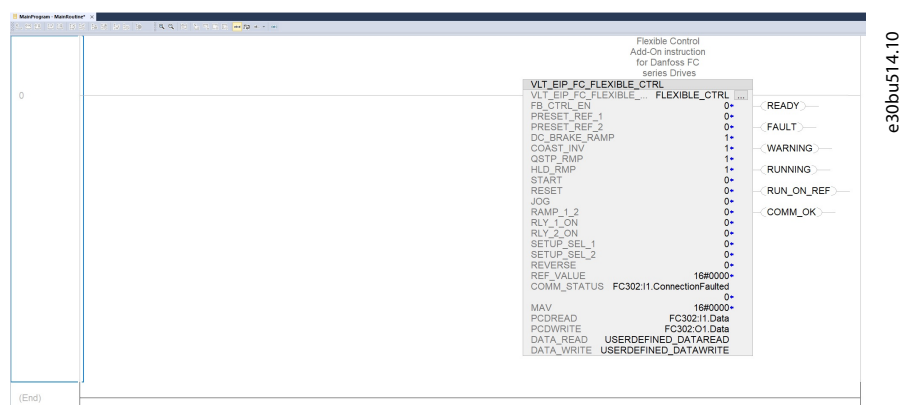 MainProgram - MainRoutine*
Flexible Control
Add-On instruction
for Danfoss FC
series Drives
VLT_EIP_FC_FLEXIBLE_CTRL
0
VLT_EIP_FC_FLEXIBLE_... FLEXIBLE_CTRL ...
FB_CTRL_EN 0
READY
PRESET_REF_1 0
PRESET_REF_2 0
FAULT
DC_BRAKE_RAMP 1
COAST_INV 1
WARNING
QSTP_RMP 1
HLD_RMP 1
RUNNING
START 0
RESET 0
RUN_ON_REF
JOG 0
RAMP_1_2 0
COMM_OK
RLY_1_ON 0
RLY_2_ON 0
SETUP_SEL_1 0
SETUP_SEL_2 0
REVERSE 0
REF_VALUE 16#0000
COMM_STATUS FC302:I1.ConnectionFaulted
0
MAV 16#0000
PCDREAD FC302:I1.Data
PCDWRITE FC302:O1.Data
DATA_READ USERDEFINED_DATAREAD
DATA_WRITE USERDEFINED_DATAWRITE
(End)
e30bu514.10